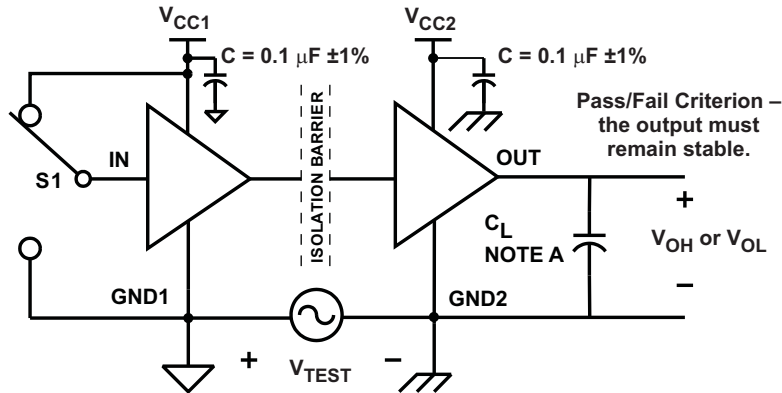 VCC1
C = 0.1 μF ±1%
VCC2
C = 0.1 μF ±1%
Pass/Fail Criterion –
the output must
remain stable.
S1
IN
ISOLATION BARRIER
OUT
CL
NOTE A
+
VOH or VOL
–
GND1
GND2
+
VTEST
–